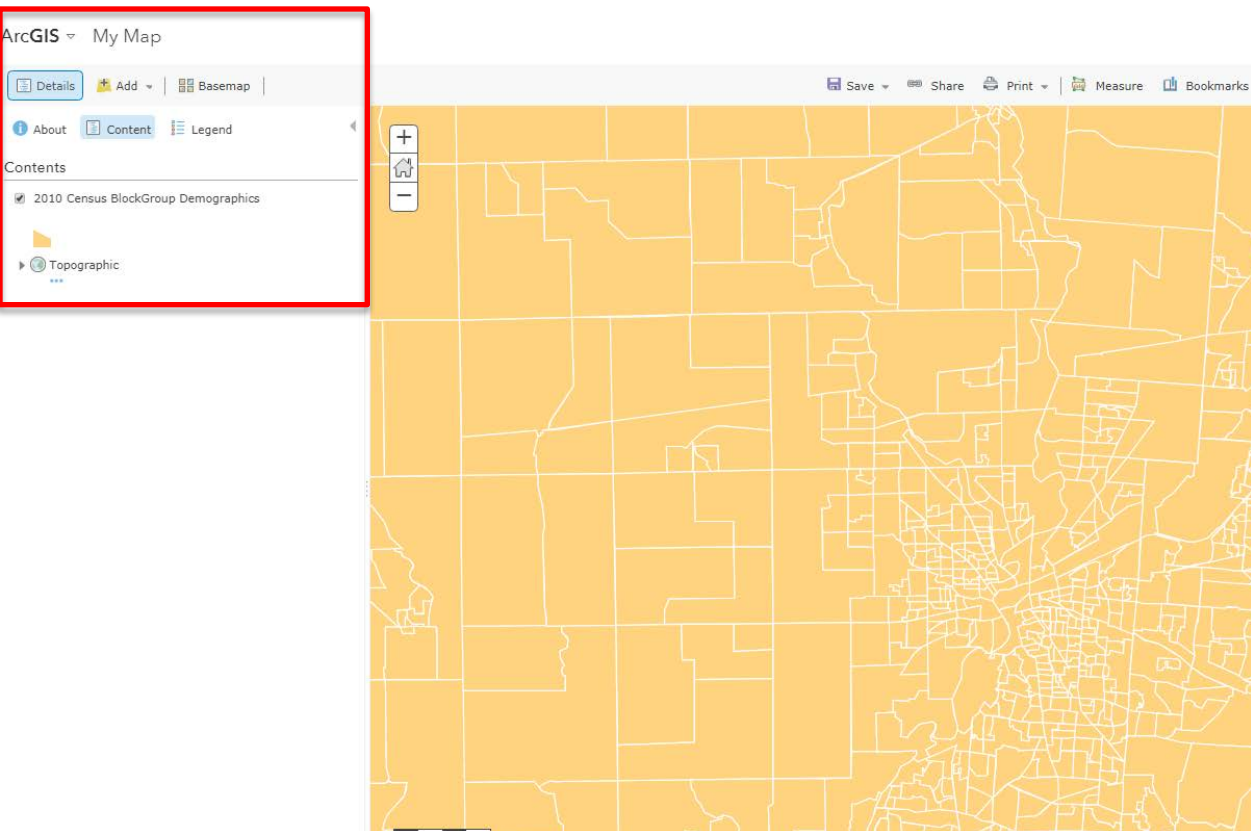 ArcGIS My Map
Details Add Basemap Save Share Print Measure Bookmarks
About Content Legend
Contents
2010 Census BlockGroup Demographics
Topographic